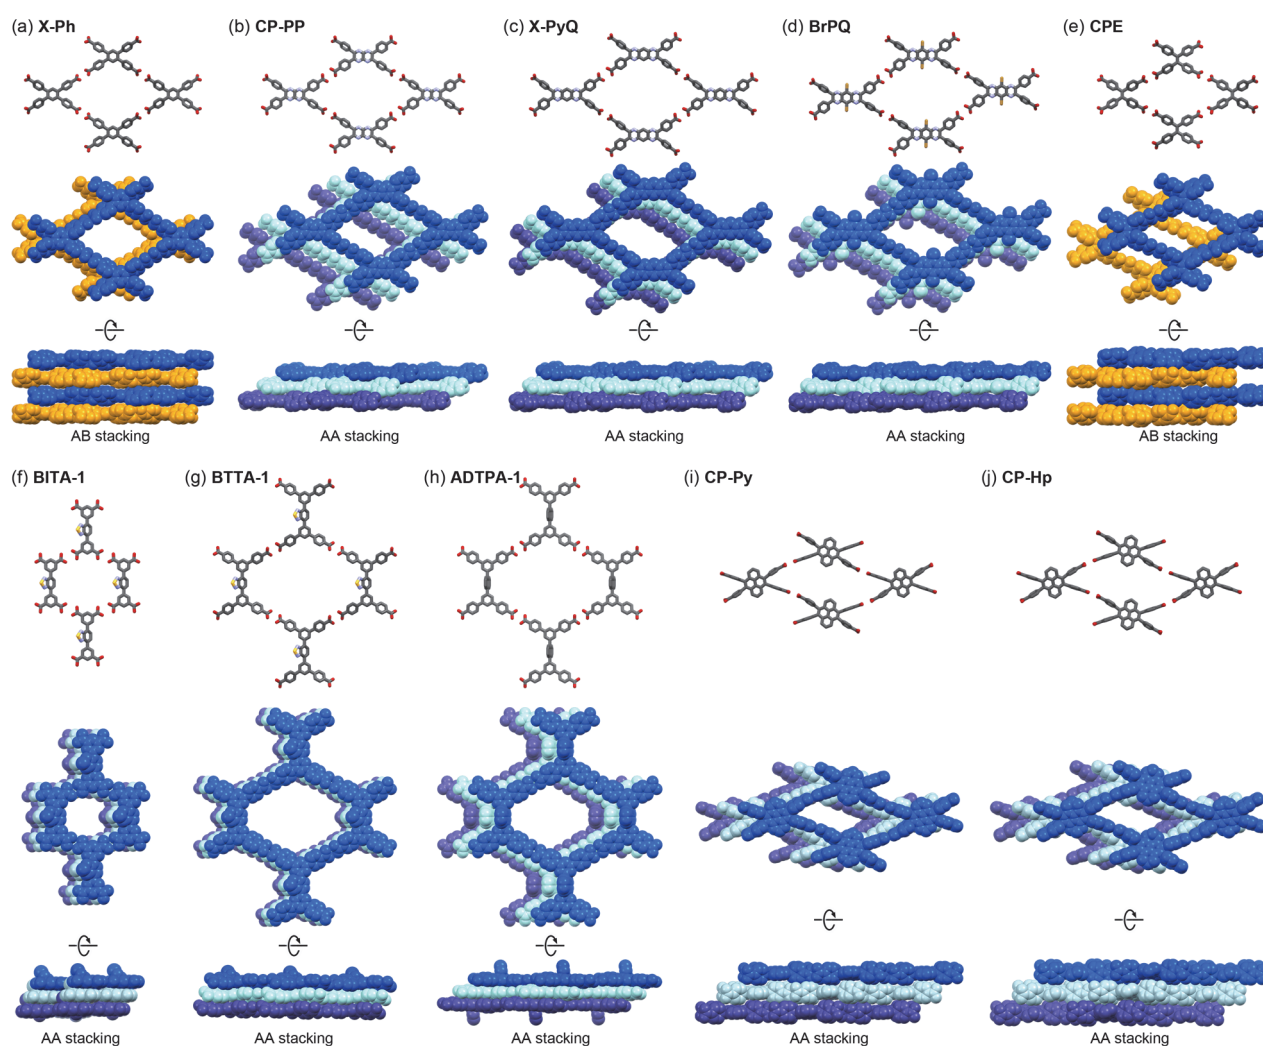 (a) X-Ph
(b) CP-PP
(c) X-PyQ
(d) BrPQ
(e) CPE
AB stacking
AA stacking
AA stacking
AA stacking
AB stacking
(f) BITA-1
(g) BTTA-1
(h) ADTPA-1
(i) CP-Py
(j) CP-Hp
AA stacking
AA stacking
AA stacking
AA stacking
AA stacking